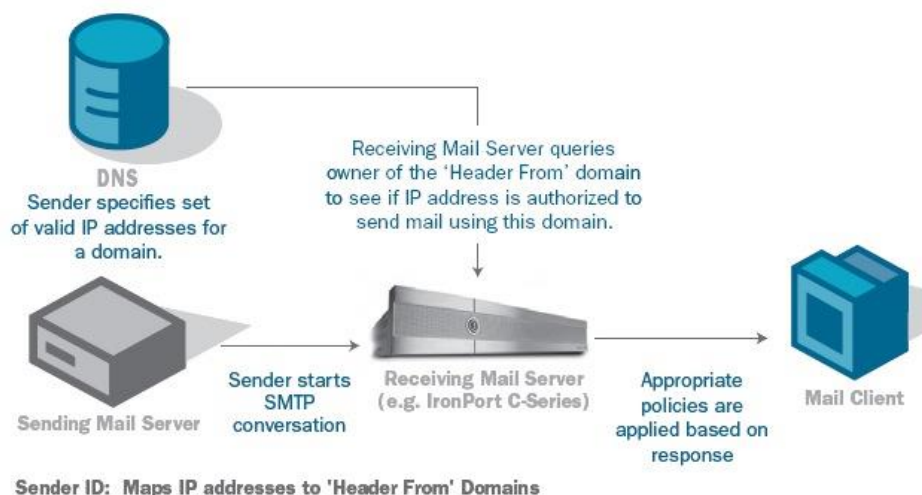 DNS
Sender specifies set
of valid IP addresses for
a domain.
Receiving Mail Server queries
owner of the ‘Header From’ domain
to see if IP address is authorized to
send mail using this domain.
Sending Mail Server
Sender starts
SMTP
conversation
Receiving Mail Server
(e.g. IronPort C-Series)
Appropriate
policies are
applied based on
response
Mail Client
Sender ID: Maps IP addresses to 'Header From' Domains